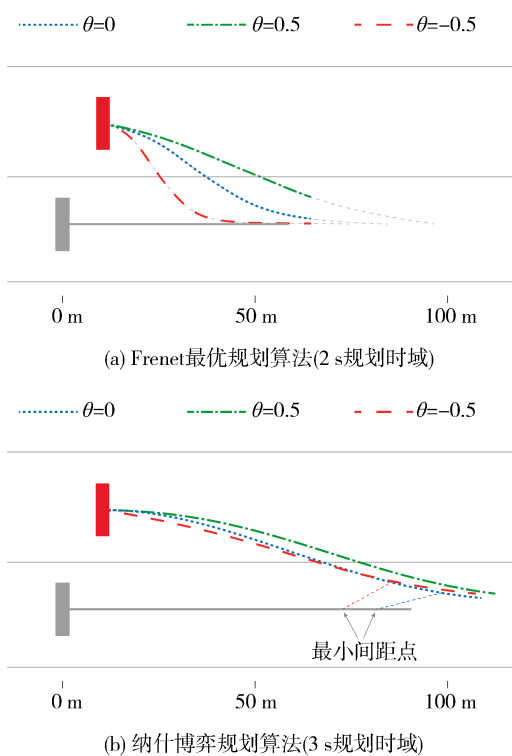 θ=0 θ=0.5 θ=-0.5
0 m 50 m 100 m
(a) Frenet最优规划算法(2 s规划时域)
θ=0 θ=0.5 θ=-0.5
最小间距点
0 m 50 m 100 m
(b) 纳什博弈规划算法(3 s规划时域)